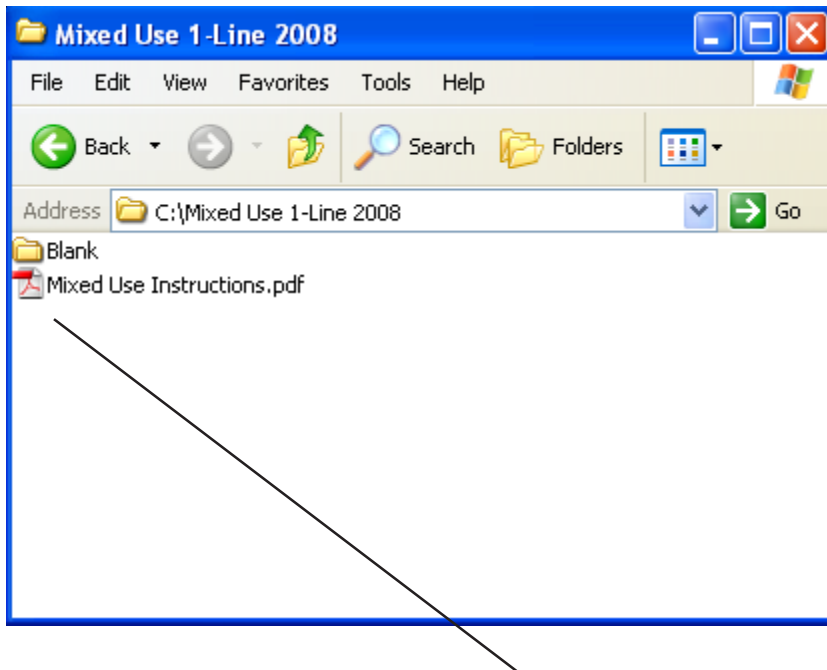 Mixed Use 1-Line 2008
File Edit View Favorites Tools Help
Back Search Folders
Address C:\Mixed Use 1-Line 2008 Go
Blank
Mixed Use Instructions.pdf